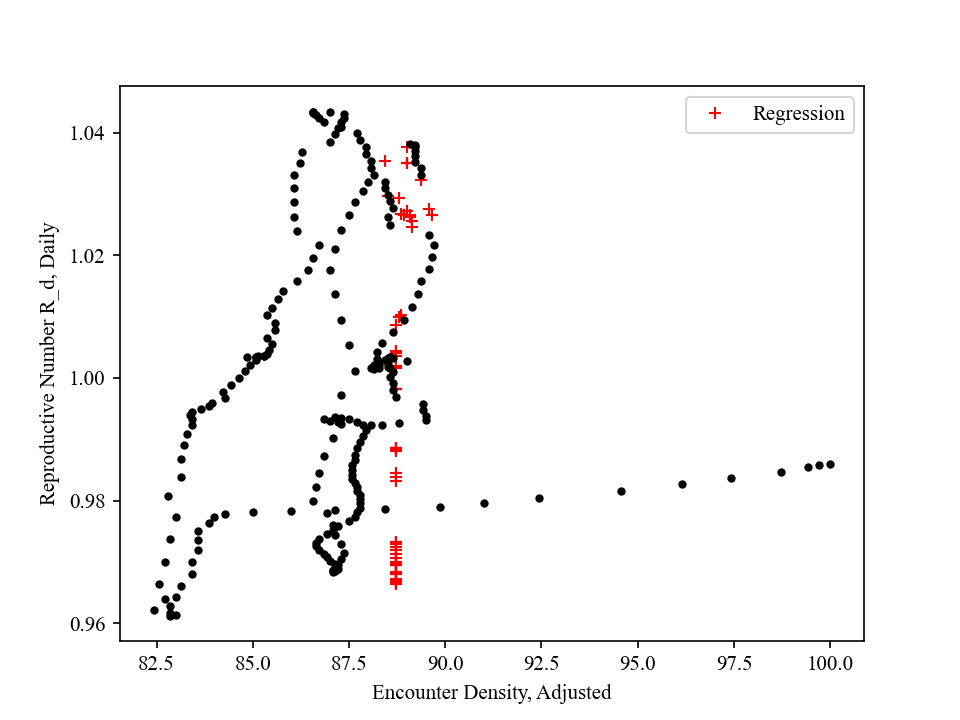 Regression
1.04
1.02
1.00
0.98
0.96
Reproductive Number R_d, Daily
82.5 85.0 87.5 90.0 92.5 95.0 97.5 100.0
Encounter Density, Adjusted